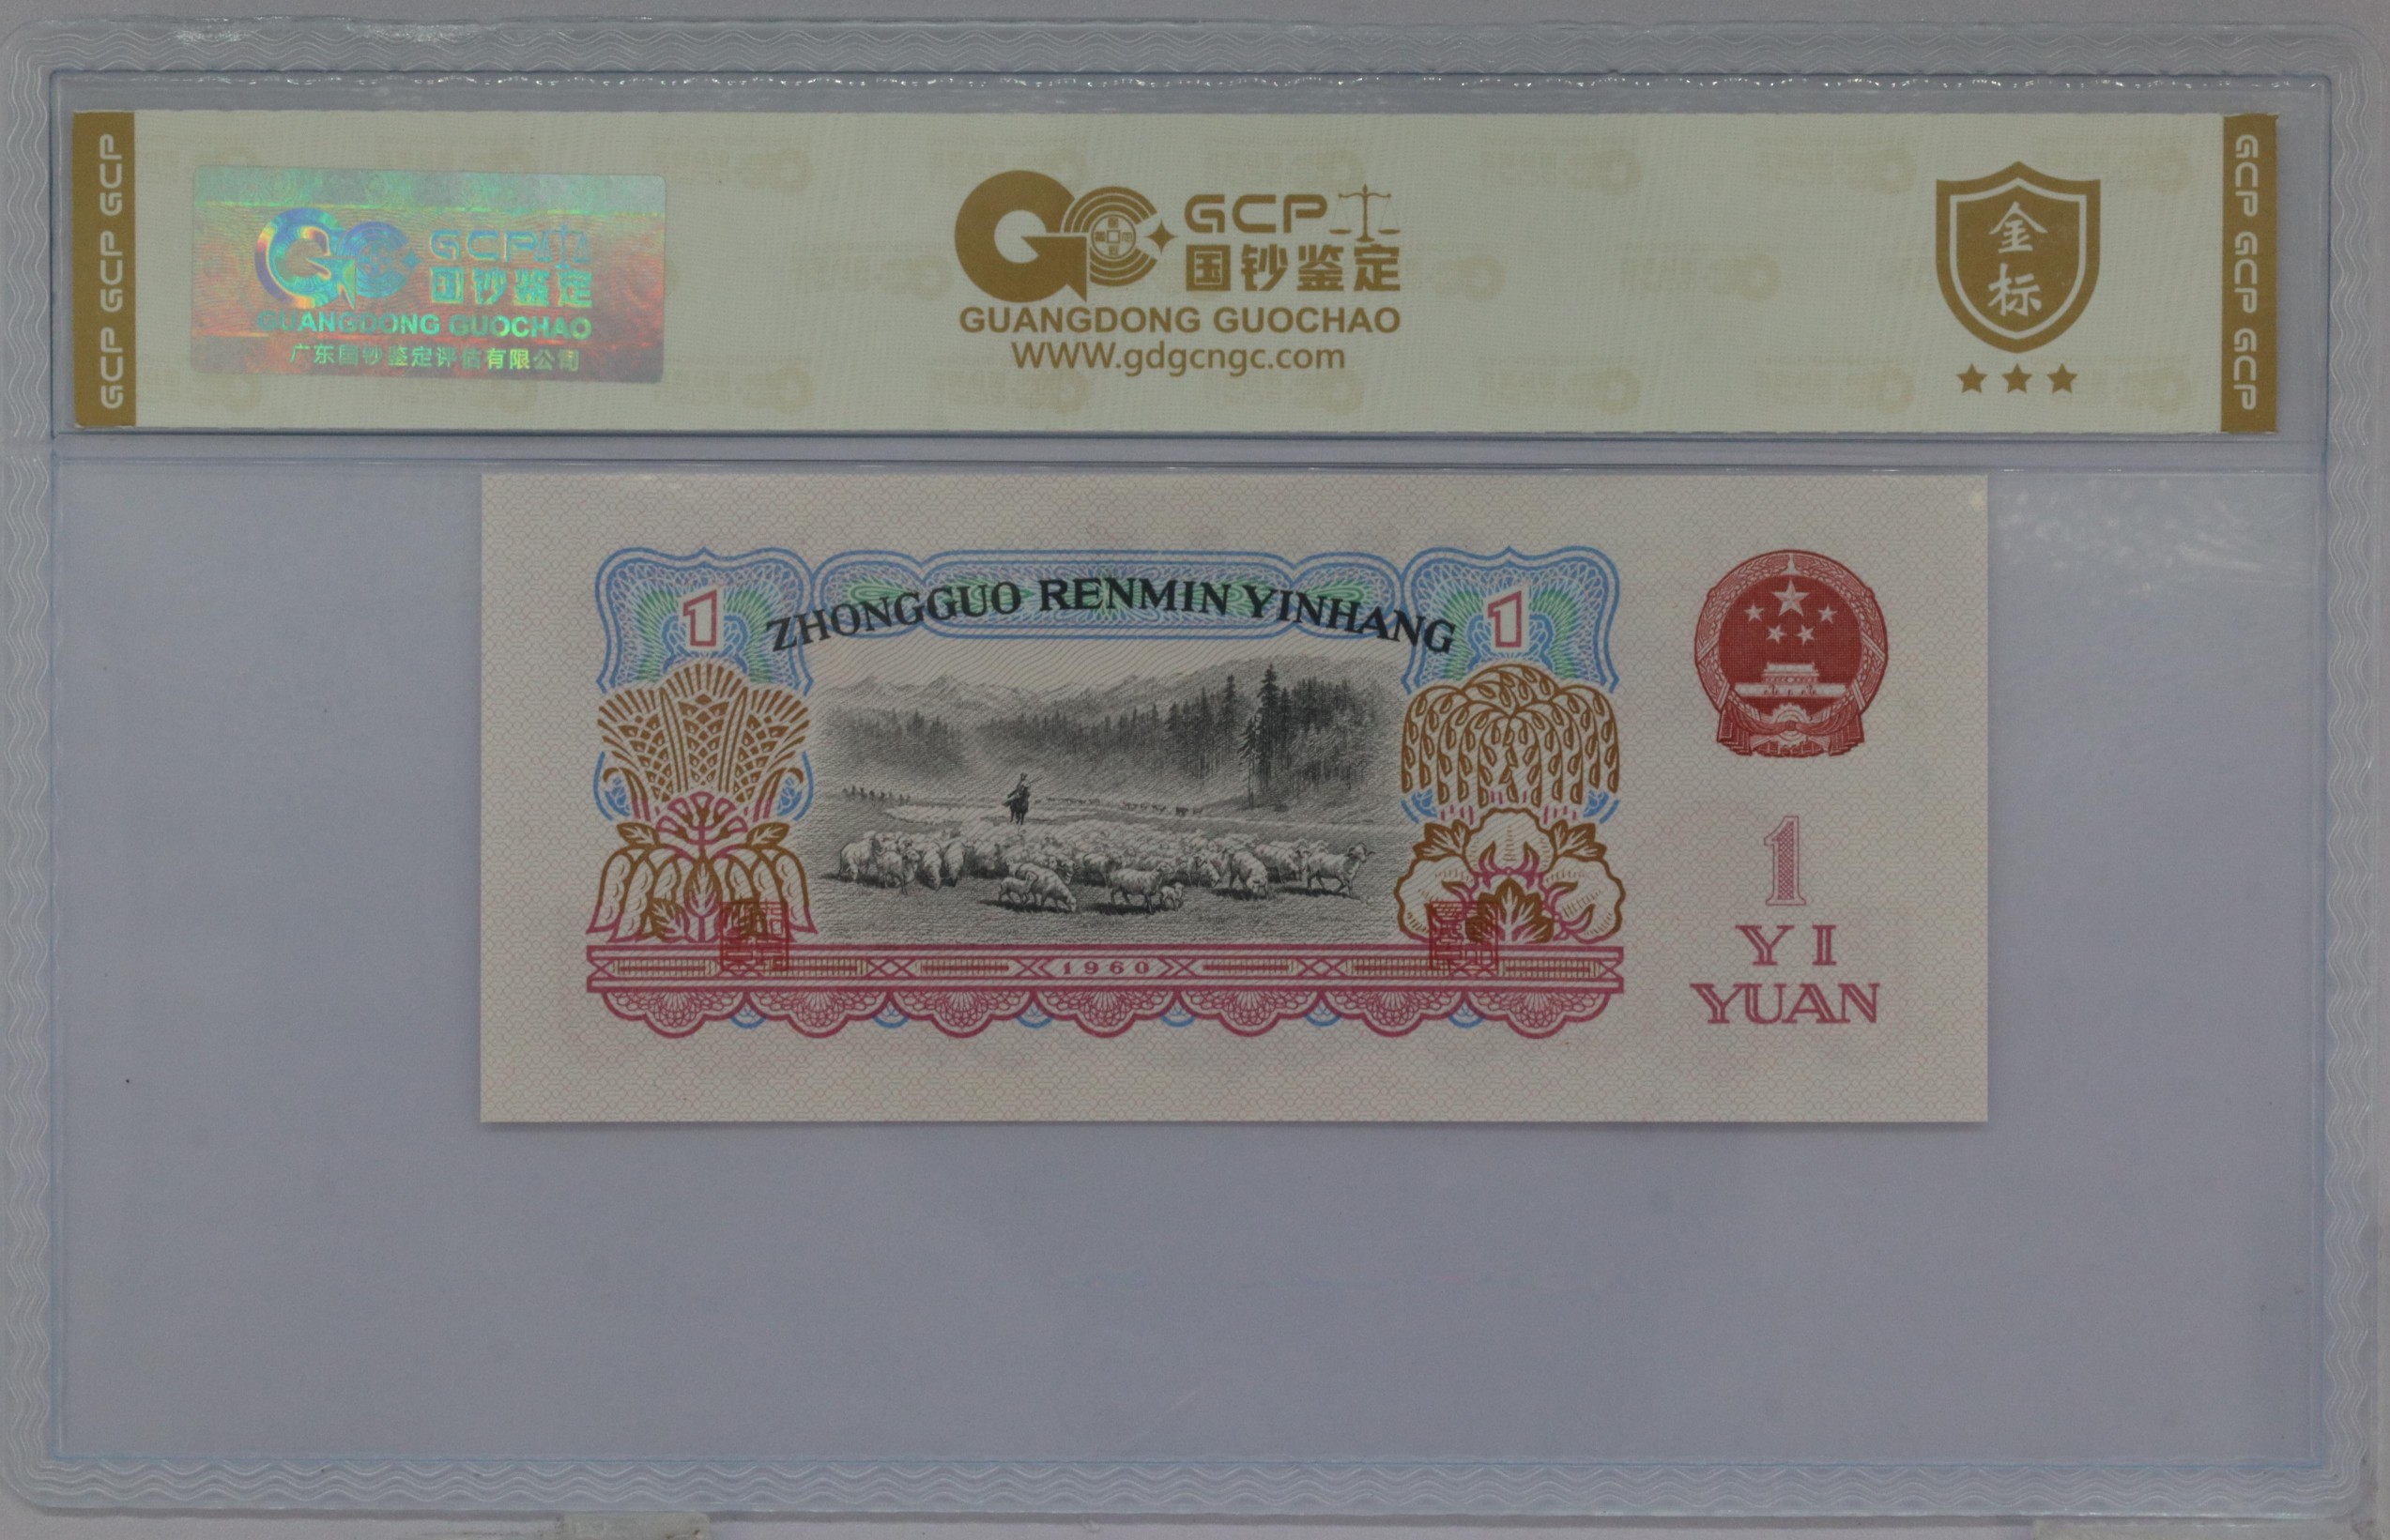 GCP GCP GCP
GCP
国钞鉴定
GUANGDONG GUOCHAO
广东国钞鉴定评估有限公司
GCP
国钞鉴定
GUANGDONG GUOCHAO
WWW.gdgcngc.com
金
标
GCP GCP GCP
1
ZHONGGUO RENMIN YINHANG
1
1960
1
YI
YUAN